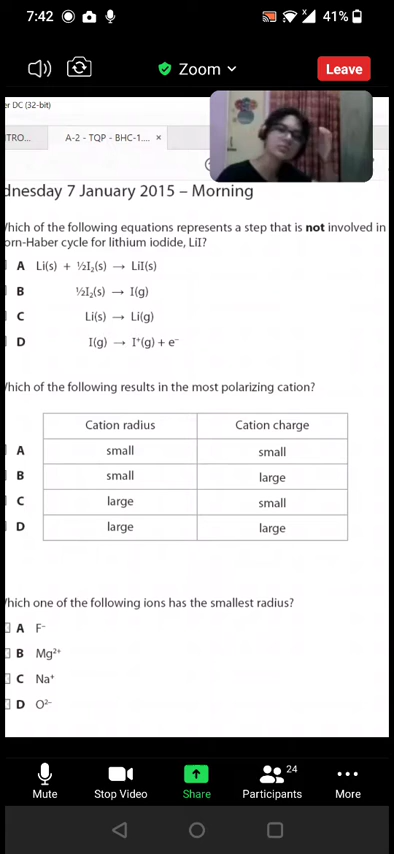 7:42
41%
Zoom
Leave
er DC (32-bit)
TRO...
A-2 - TQP - BHC-1.... ×
dnesday 7 January 2015 – Morning
hich of the following equations represents a step that is not involved in
orn-Haber cycle for lithium iodide, LiI?
A Li(s) + ½I₂(s) → LiI(s)
B ½I₂(s) → I(g)
C Li(s) → Li(g)
D I(g) → I⁺(g) + e⁻
hich of the following results in the most polarizing cation?
Cation radius Cation charge
A small small
B small large
C large small
D large large
hich one of the following ions has the smallest radius?
A F⁻
B Mg²⁺
C Na⁺
D O²⁻
24
Mute Stop Video Share Participants More